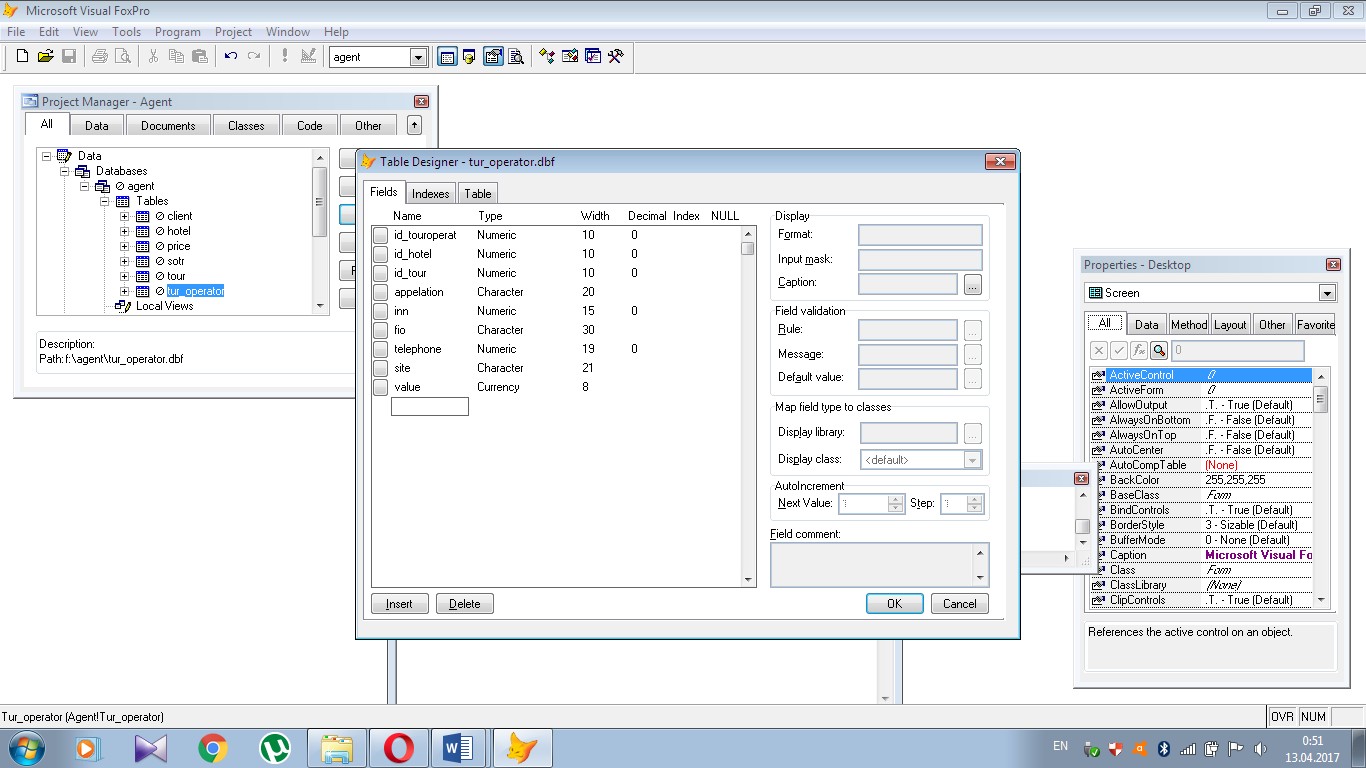 Microsoft Visual FoxPro
File Edit View Tools Program Project Window Help
agent
Project Manager - Agent
All Data Documents Classes Code Other
Data
Databases
agent
Tables
client
hotel
price
sotr
tour
tur_operator
Local Views
Description:
Path: f:\agent\tur_operator.dbf
Table Designer - tur_operator.dbf
Fields Indexes Table
Name Type Width Decimal Index NULL
id_touroperat Numeric 10 0
id_hotel Numeric 10 0
id_tour Numeric 10 0
appelation Character 20
inn Numeric 15 0
fio Character 30
telephone Numeric 19 0
site Character 21
value Currency 8
Insert Delete
Display
Format:
Input mask:
Caption:
...
Field validation
Rule:
...
Message:
...
Default value:
...
Map field type to classes
Display library:
...
Display class: <default>
AutoIncrement
Next Value: 1 Step: 1
Field comment:
OK Cancel
Properties - Desktop
Screen
All Data Method Layout Other Favorite
0
ActiveControl 0
ActiveForm 0
AllowOutput .T. - True (Default)
AlwaysOnBottom .F. - False (Default)
AlwaysOnTop .F. - False (Default)
AutoCenter .F. - False (Default)
AutoCompTable (None)
BackColor 255,255,255
BaseClass Form
BindControls .T. - True (Default)
BorderStyle 3 - Sizable (Default)
BufferMode 0 - None (Default)
Caption Microsoft Visual Fo
Class Form
ClassLibrary (None)
ClipControls .T. - True (Default)
References the active control on an object.
Tur_operator (Agent!Tur_operator)
OVR NUM
EN
0:51
13.04.2017